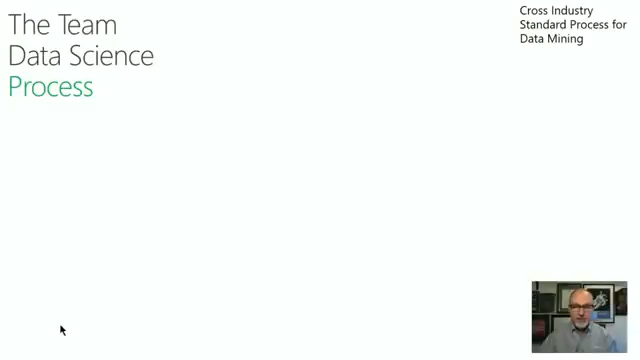 The Team
Data Science
Process
Cross Industry
Standard Process for
Data Mining